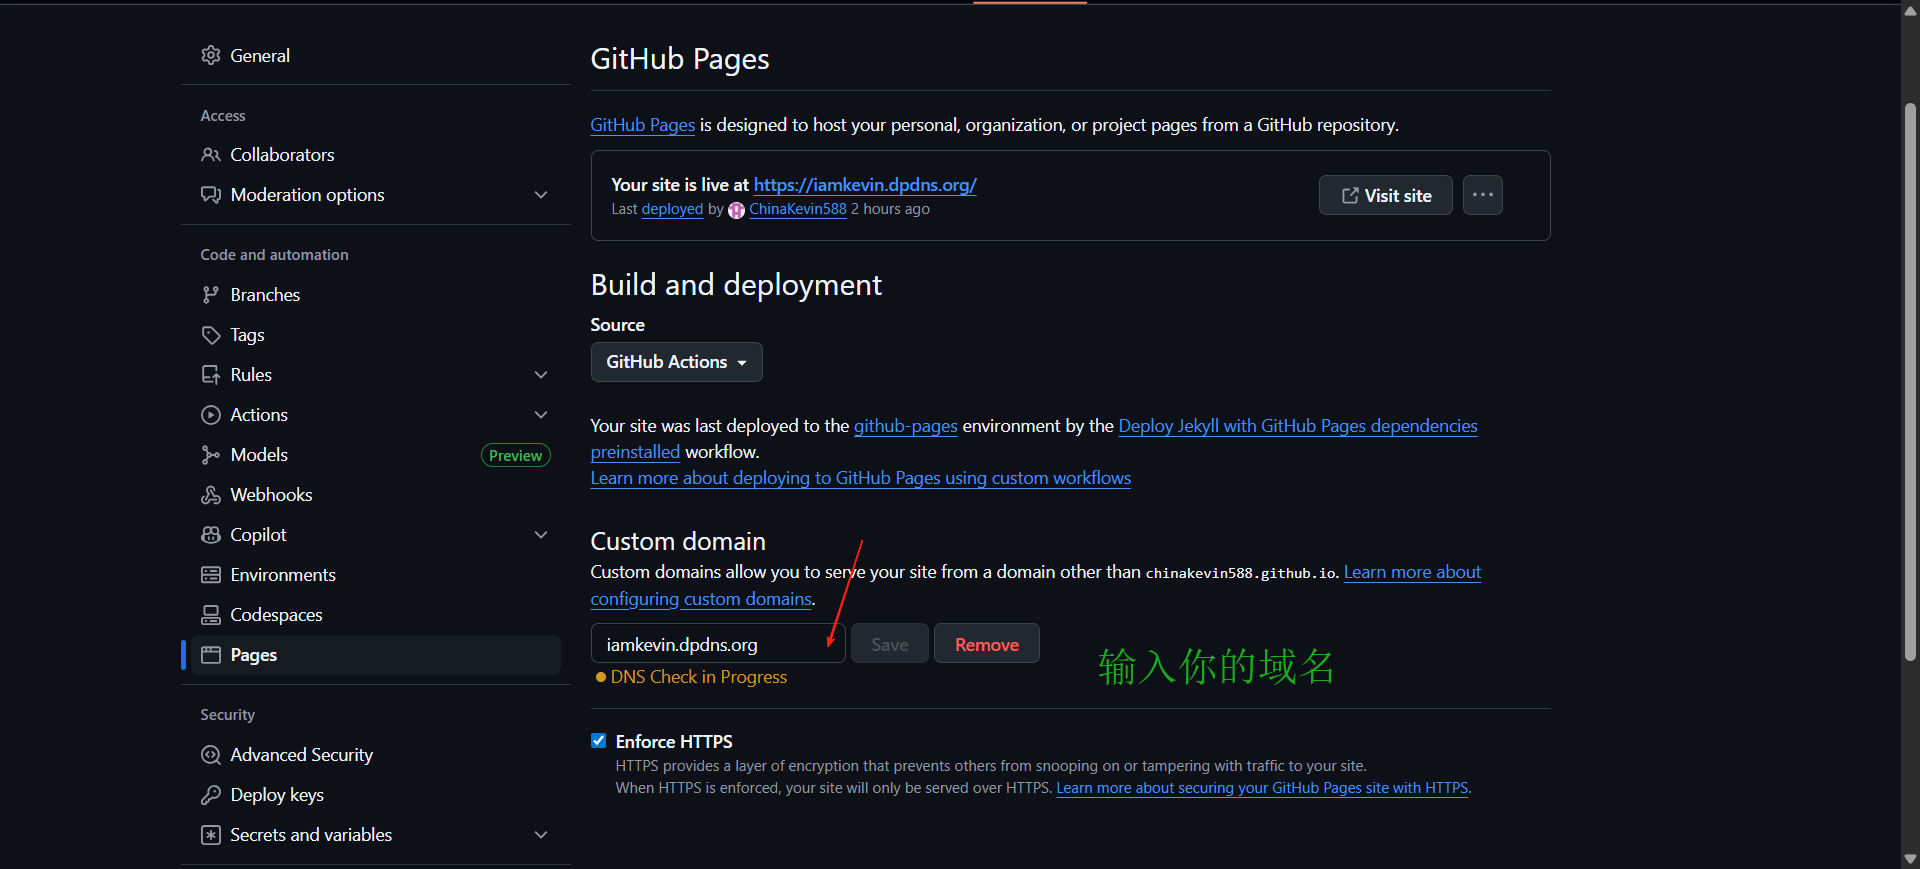 General
Access
Collaborators
Moderation options
Code and automation
Branches
Tags
Rules
Actions
Models Preview
Webhooks
Copilot
Environments
Codespaces
Pages
Security
Advanced Security
Deploy keys
Secrets and variables
GitHub Pages
GitHub Pages is designed to host your personal, organization, or project pages from a GitHub repository.
Your site is live at https://iamkevin.dpdns.org/
Last deployed by ChinaKevin588 2 hours ago
Visit site
Build and deployment
Source
GitHub Actions
Your site was last deployed to the github-pages environment by the Deploy Jekyll with GitHub Pages dependencies
preinstalled workflow.
Learn more about deploying to GitHub Pages using custom workflows
Custom domain
Custom domains allow you to serve your site from a domain other than chinakevin588.github.io. Learn more about
configuring custom domains.
iamkevin.dpdns.org Save Remove
DNS Check in Progress
输入你的域名
Enforce HTTPS
HTTPS provides a layer of encryption that prevents others from snooping on or tampering with traffic to your site.
When HTTPS is enforced, your site will only be served over HTTPS. Learn more about securing your GitHub Pages site with HTTPS.